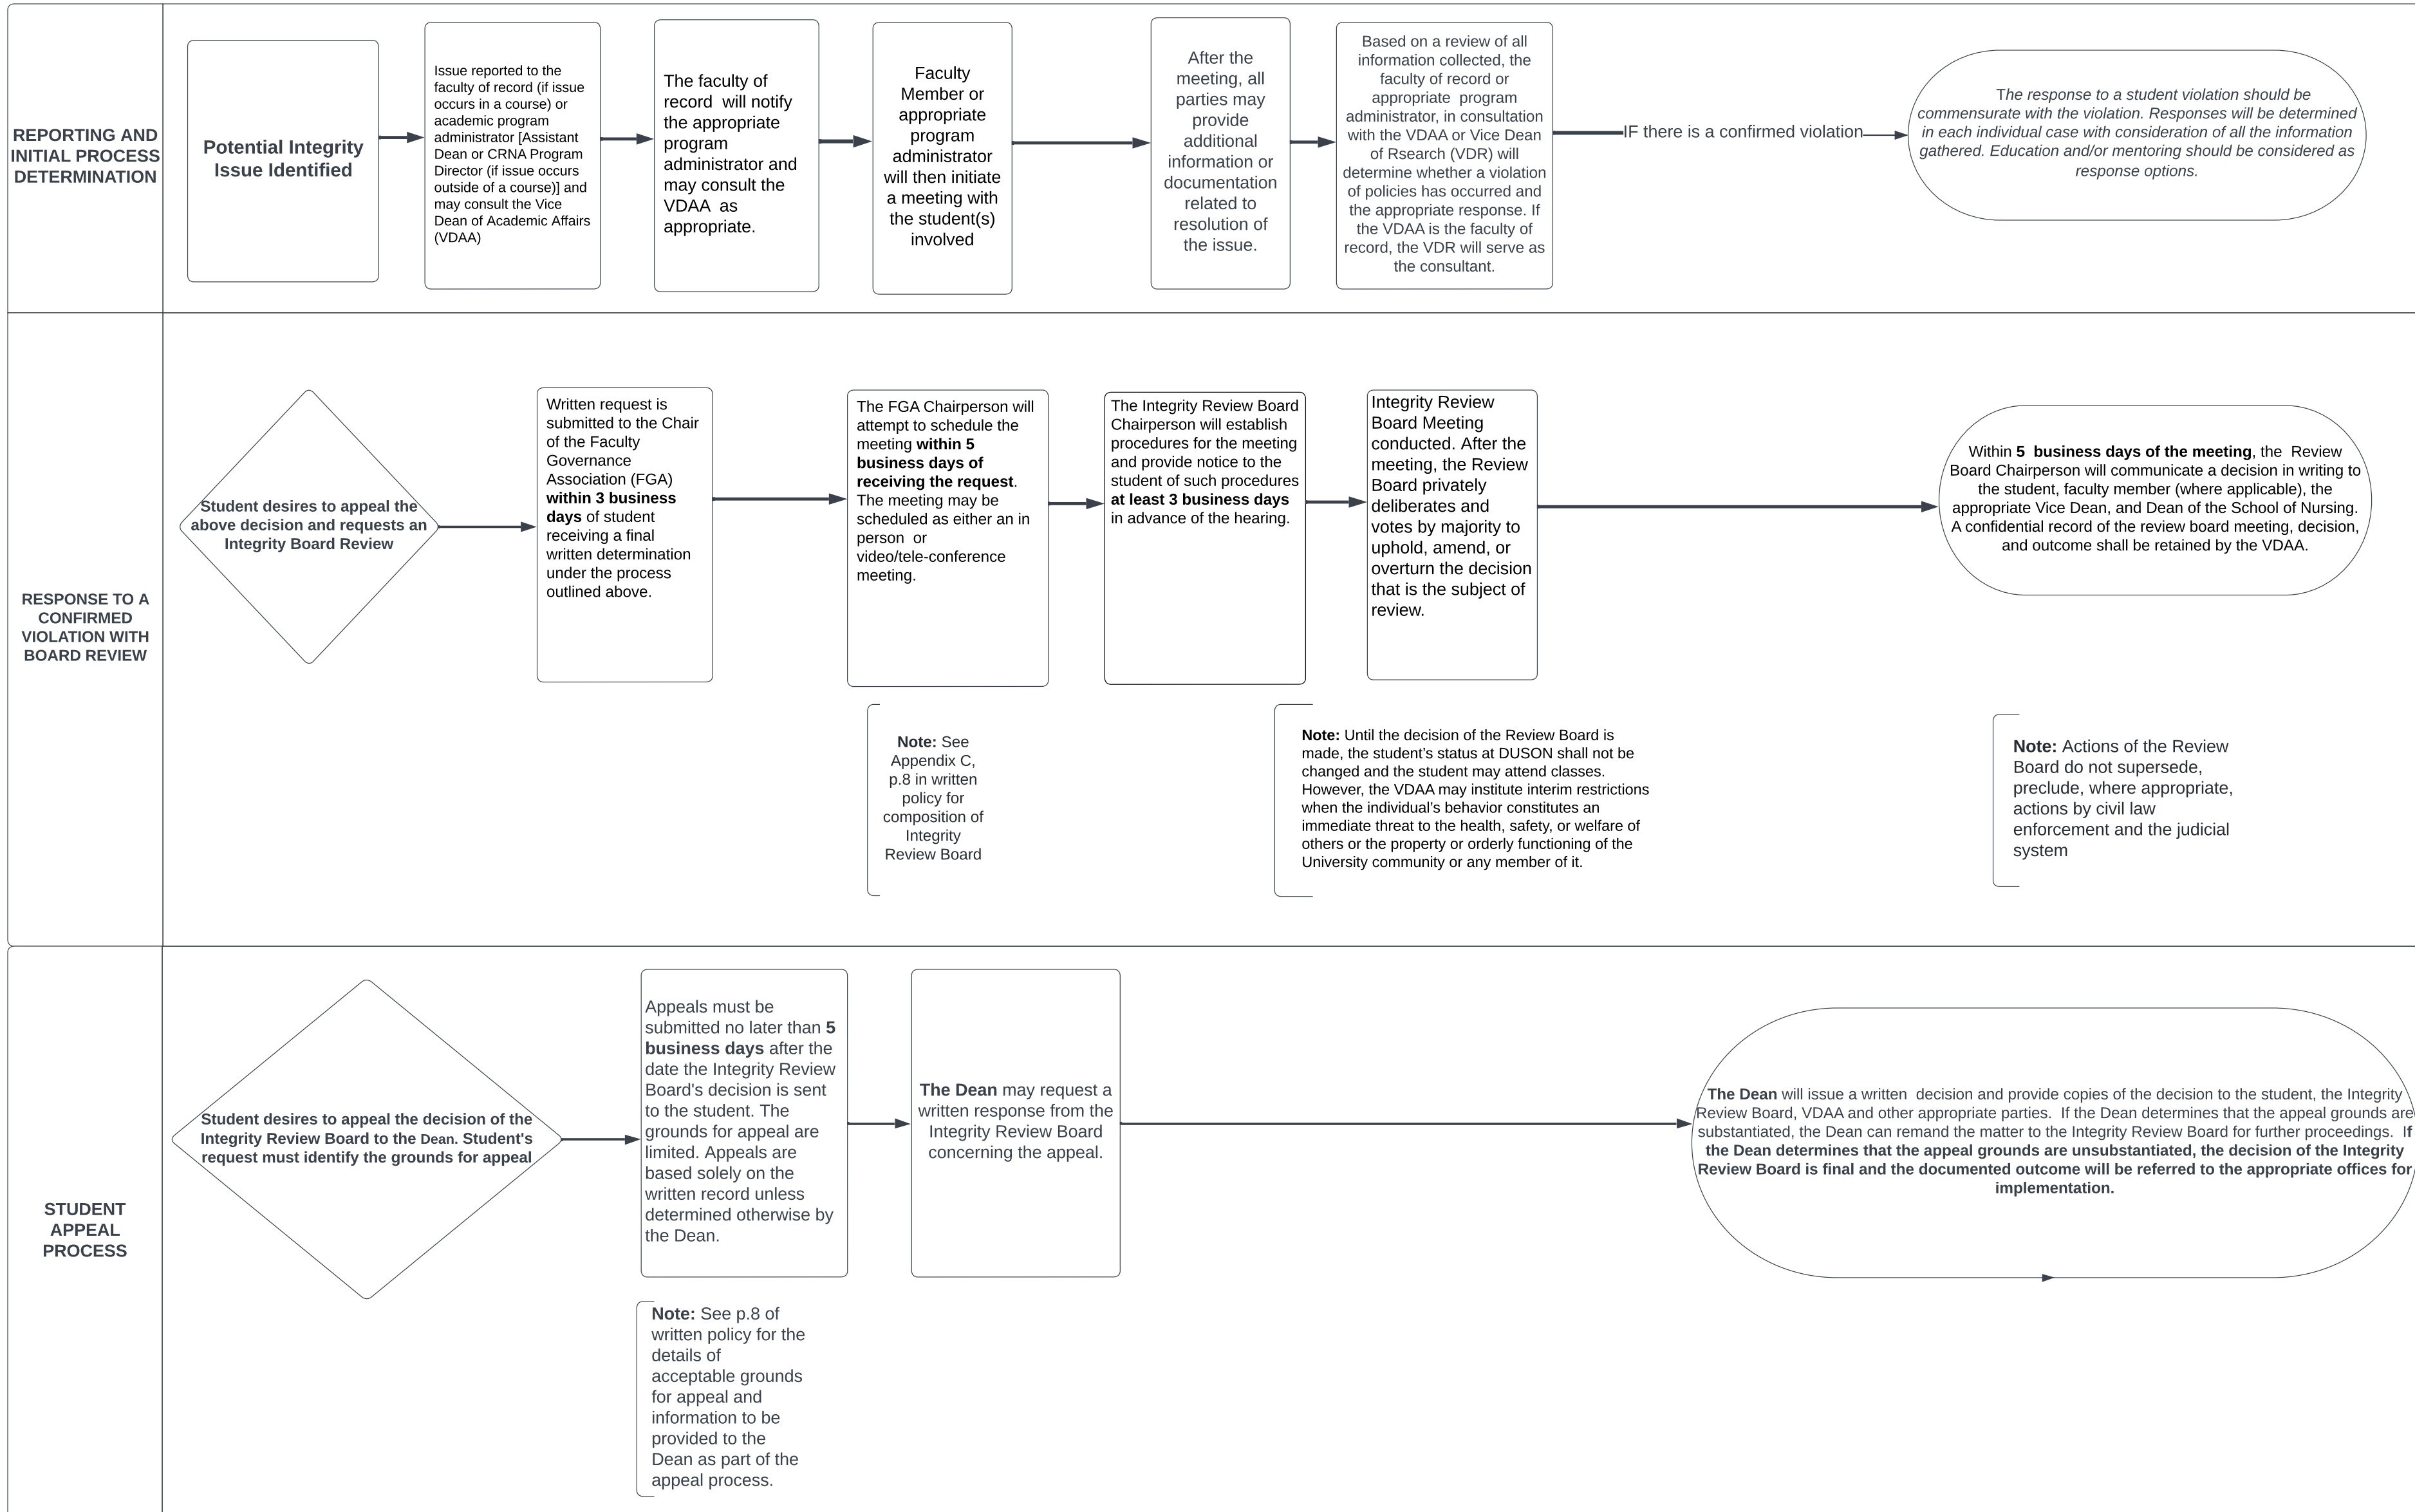 REPORTING AND
INITIAL PROCESS
DETERMINATION
Potential Integrity
Issue Identified
Issue reported to the
faculty of record (if issue
occurs in a course) or
academic program
administrator [Assistant
Dean or CRNA Program
Director (if issue occurs
outside of a course)] and
may consult the Vice
Dean of Academic Affairs
(VDAA)
The faculty of
record will notify
the appropriate
program
administrator and
may consult the
VDAA as
appropriate.
Faculty
Member or
appropriate
program
administrator
will then initiate
a meeting with
the student(s)
involved
After the
meeting, all
parties may
provide
additional
information or
documentation
related to
resolution of
the issue.
Based on a review of all
information collected, the
faculty of record or
appropriate program
administrator, in consultation
with the VDAA or Vice Dean
of Rsearch (VDR) will
determine whether a violation
of policies has occurred and
the appropriate response. If
the VDAA is the faculty of
record, the VDR will serve as
the consultant.
IF there is a confirmed violation
The response to a student violation should be
commensurate with the violation. Responses will be determined
in each individual case with consideration of all the information
gathered. Education and/or mentoring should be considered as
response options.
RESPONSE TO A
CONFIRMED
VIOLATION WITH
BOARD REVIEW
Student desires to appeal the
above decision and requests an
Integrity Board Review
Written request is
submitted to the Chair
of the Faculty
Governance
Association (FGA)
within 3 business
days of student
receiving a final
written determination
under the process
outlined above.
The FGA Chairperson will
attempt to schedule the
meeting within 5
business days of
receiving the request.
The meeting may be
scheduled as either an in
person or
video/tele-conference
meeting.
The Integrity Review Board
Chairperson will establish
procedures for the meeting
and provide notice to the
student of such procedures
at least 3 business days
in advance of the hearing.
Integrity Review
Board Meeting
conducted. After the
meeting, the Review
Board privately
deliberates and
votes by majority to
uphold, amend, or
overturn the decision
that is the subject of
review.
Within 5 business days of the meeting, the Review
Board Chairperson will communicate a decision in writing to
the student, faculty member (where applicable), the
appropriate Vice Dean, and Dean of the School of Nursing.
A confidential record of the review board meeting, decision,
and outcome shall be retained by the VDAA.
Note: See
Appendix C,
p.8 in written
policy for
composition of
Integrity
Review Board
Note: Until the decision of the Review Board is
made, the student’s status at DUSON shall not be
changed and the student may attend classes.
However, the VDAA may institute interim restrictions
when the individual’s behavior constitutes an
immediate threat to the health, safety, or welfare of
others or the property or orderly functioning of the
University community or any member of it.
Note: Actions of the Review
Board do not supersede,
preclude, where appropriate,
actions by civil law
enforcement and the judicial
system
STUDENT
APPEAL
PROCESS
Student desires to appeal the decision of the
Integrity Review Board to the Dean. Student's
request must identify the grounds for appeal
Appeals must be
submitted no later than 5
business days after the
date the Integrity Review
Board's decision is sent
to the student. The
grounds for appeal are
limited. Appeals are
based solely on the
written record unless
determined otherwise by
the Dean.
The Dean may request a
written response from the
Integrity Review Board
concerning the appeal.
The Dean will issue a written decision and provide copies of the decision to the student, the Integrity
Review Board, VDAA and other appropriate parties. If the Dean determines that the appeal grounds are
substantiated, the Dean can remand the matter to the Integrity Review Board for further proceedings. If
the Dean determines that the appeal grounds are unsubstantiated, the decision of the Integrity
Review Board is final and the documented outcome will be referred to the appropriate offices for
implementation.
Note: See p.8 of
written policy for the
details of
acceptable grounds
for appeal and
information to be
provided to the
Dean as part of the
appeal process.